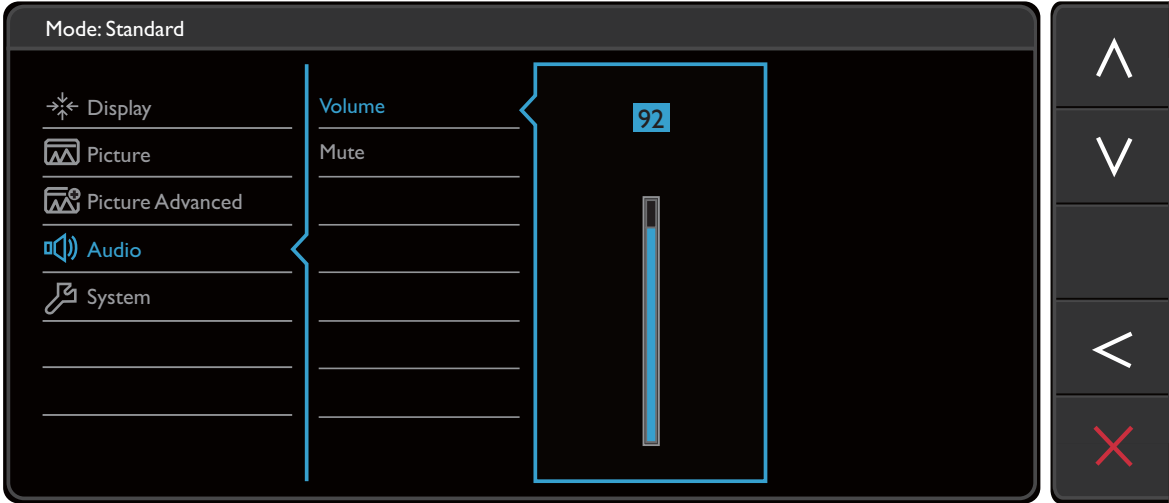 Mode: Standard
Display
Picture
Picture Advanced
Audio
System
Volume
Mute
92